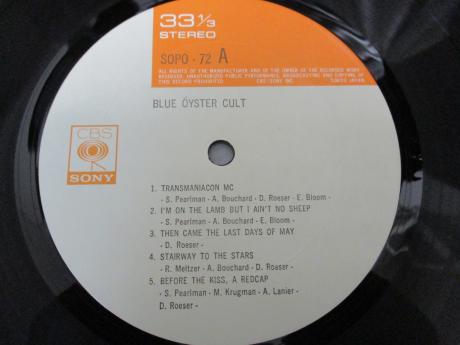 33 1/3
STEREO
SOPO · 72 A
ALL RIGHTS OF THE MANUFACTURER AND OF THE OWNER OF THE RECORDED WORK
RESERVED. UNAUTHORIZED PUBLIC PERFORMANCE, BROADCASTING AND COPYING OF
THIS RECORD PROHIBITED CBS/SONY INC. TOKYO JAPAN
BLUE ÖYSTER CULT
CBS
SONY
1. TRANSMANIACON MC
- S. Pearlman - A. Bouchard - D. Roeser - E. Bloom -
2. I'M ON THE LAMB BUT I AIN'T NO SHEEP
- S. Pearlman - A. Bouchard - E. Bloom -
3. THEN CAME THE LAST DAYS OF MAY
- D. Roeser -
4. STAIRWAY TO THE STARS
- R. Meltzer - A. Bouchard - D. Roeser -
5. BEFORE THE KISS, A REDCAP
- S. Pearlman - M. Krugman - A. Lanier -
D. Roeser -